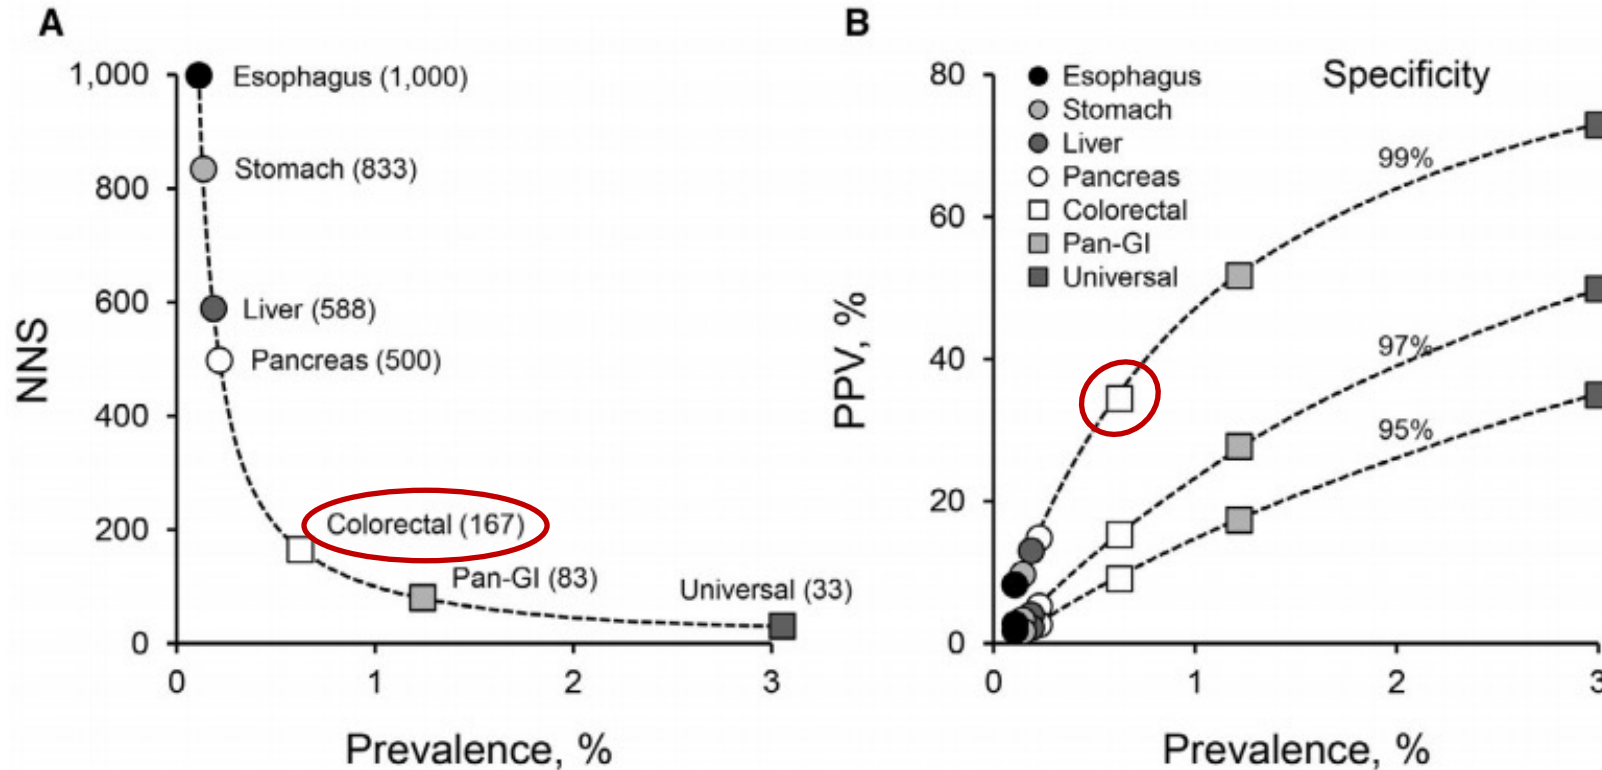 A
1,000
800
600
400
200
0
NNS
Esophagus (1,000)
Stomach (833)
Liver (588)
Pancreas (500)
Colorectal (167)
Pan-GI (83)
Universal (33)
0 1 2 3
Prevalence, %
B
80
60
40
20
0
PPV, %
Esophagus
Stomach
Liver
Pancreas
Colorectal
Pan-GI
Universal
Specificity
99%
97%
95%
0 1 2 3
Prevalence, %